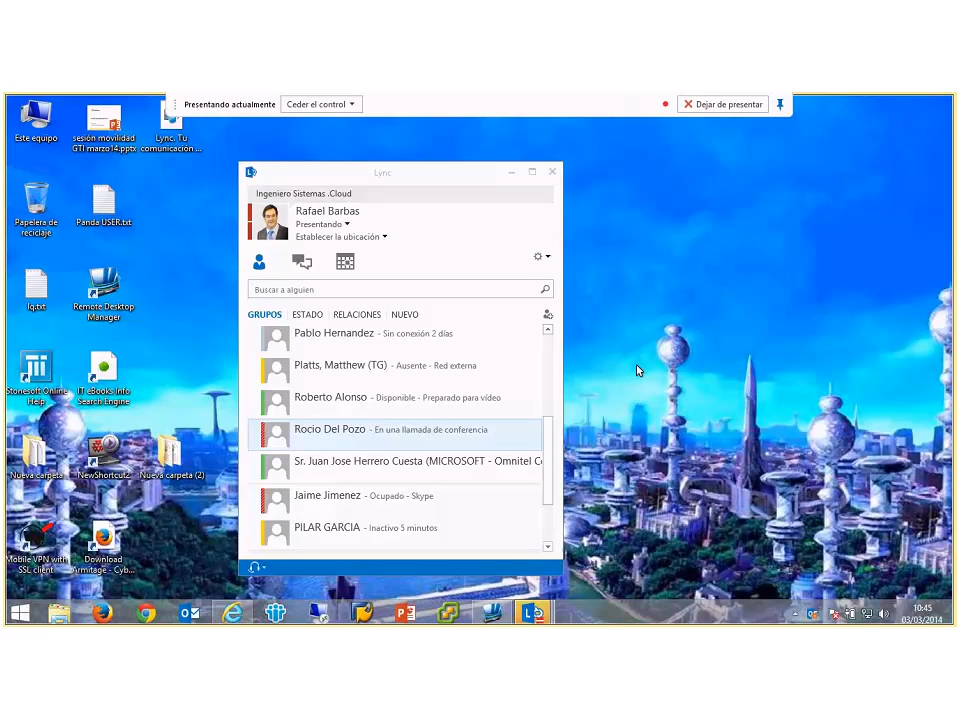 Presentando actualmente
Ceder el control
Dejar de presentar
Este equipo
sesión movilidad
GTI marzo14.pptx
Lync. Tu
comunicación ...
Papelera de
reciclaje
Panda USER.txt
lq.txt
Remote Desktop
Manager
Stonesoft Online
Help
IT eBooks Info
Search Engine
Nueva carpeta
NewShortcut2
Nueva carpeta (2)
Mobile VPN with
SSL client
Download
Armitage - Cyb...
Lync
Ingeniero Sistemas .Cloud
Rafael Barbas
Presentando
Establecer la ubicación
Buscar a alguien
GRUPOS ESTADO RELACIONES NUEVO
Pablo Hernandez - Sin conexión 2 días
Platts, Matthew (TG) - Ausente - Red externa
Roberto Alonso - Disponible - Preparado para vídeo
Rocio Del Pozo - En una llamada de conferencia
Sr. Juan Jose Herrero Cuesta (MICROSOFT - Omnitel C
Jaime Jimenez - Ocupado - Skype
PILAR GARCIA - Inactivo 5 minutos
10:45
03/03/2014